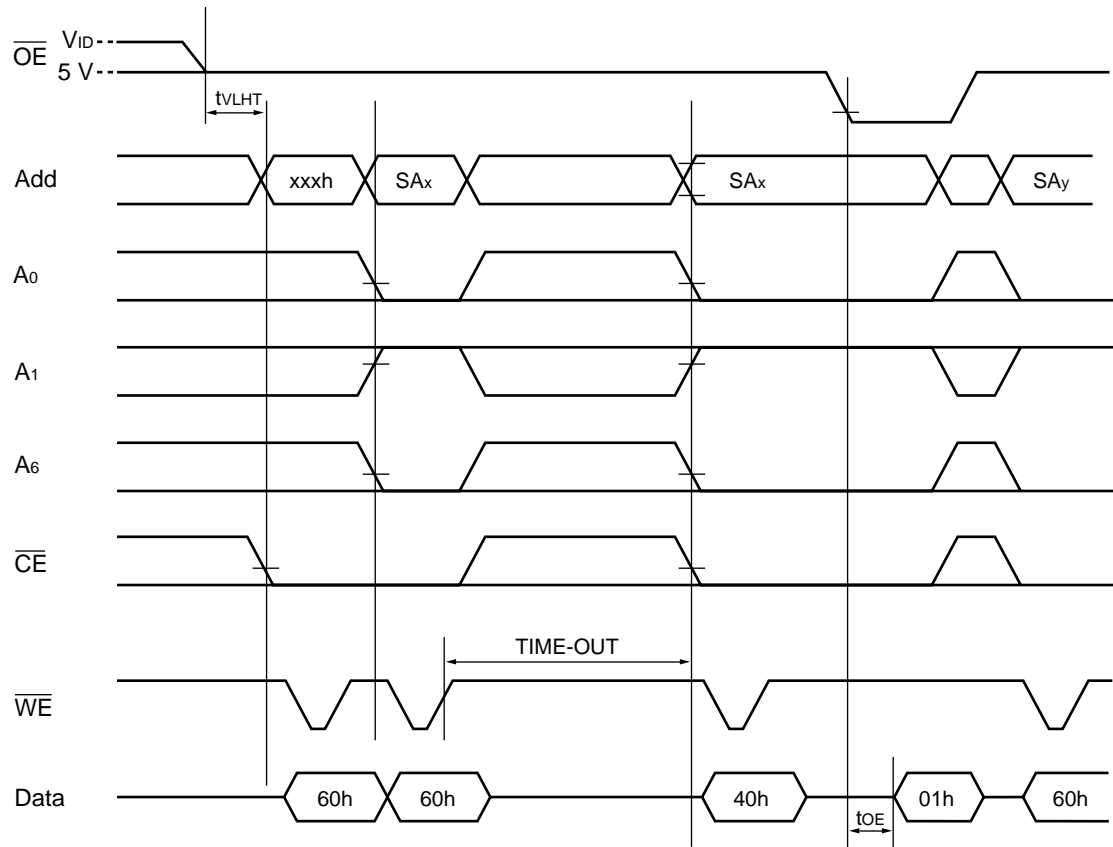 OE VID
5 V
tVLHT
Add xxxh SAx SAx SAy
A0
A1
A6
CE
TIME-OUT
WE
Data 60h 60h 40h 01h 60h
tOE